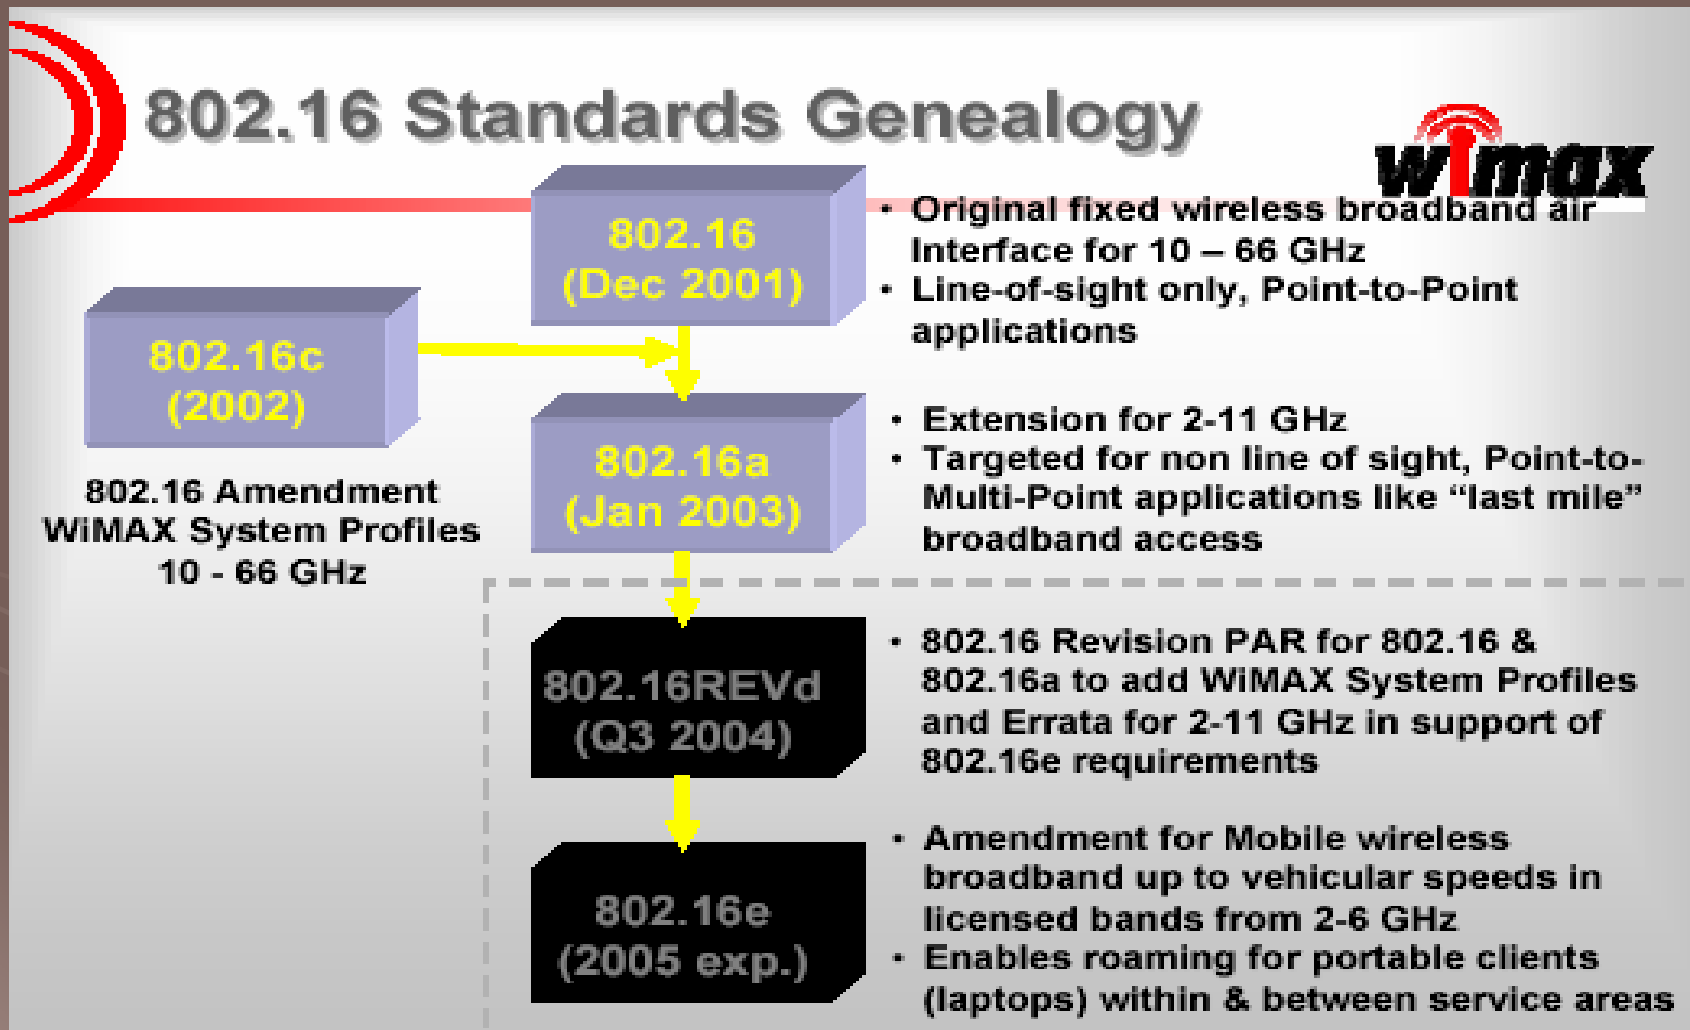 802.16 Standards Genealogy
wimax
802.16
(Dec 2001)
• Original fixed wireless broadband air
Interface for 10 – 66 GHz
• Line-of-sight only, Point-to-Point
applications
802.16c
(2002)
802.16 Amendment
WiMAX System Profiles
10 - 66 GHz
802.16a
(Jan 2003)
• Extension for 2-11 GHz
• Targeted for non line of sight, Point-to-
Multi-Point applications like “last mile”
broadband access
802.16REVd
(Q3 2004)
• 802.16 Revision PAR for 802.16 &
802.16a to add WiMAX System Profiles
and Errata for 2-11 GHz in support of
802.16e requirements
802.16e
(2005 exp.)
• Amendment for Mobile wireless
broadband up to vehicular speeds in
licensed bands from 2-6 GHz
• Enables roaming for portable clients
(laptops) within & between service areas